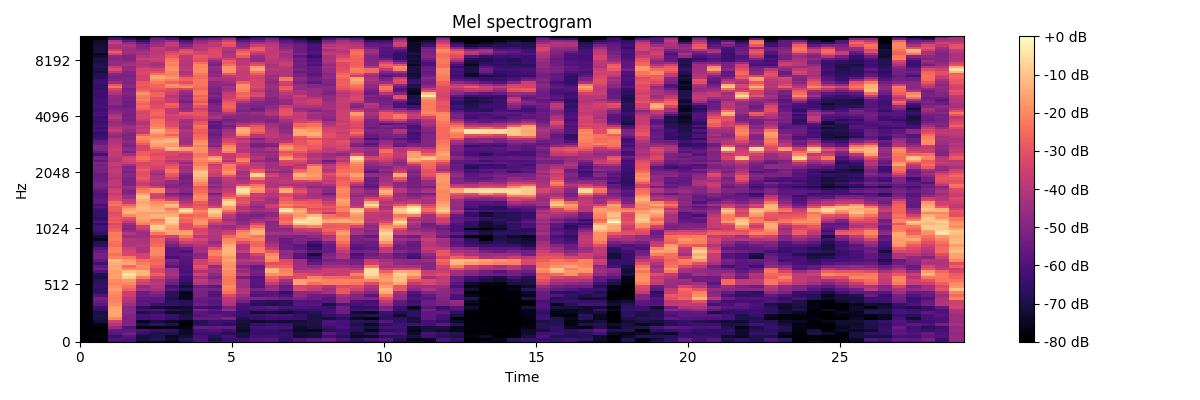 Mel spectrogram
Hz
8192
4096
2048
1024
512
0
0 5 10 15 20 25
Time
+0 dB
-10 dB
-20 dB
-30 dB
-40 dB
-50 dB
-60 dB
-70 dB
-80 dB